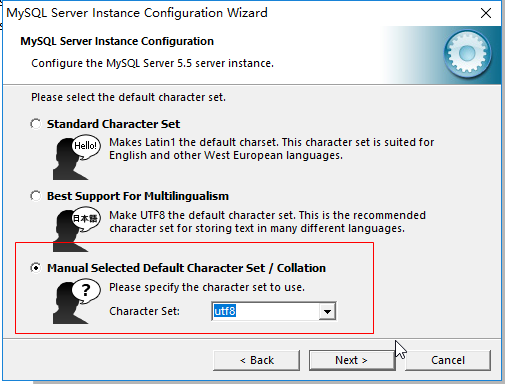 MySQL Server Instance Configuration Wizard
MySQL Server Instance Configuration
Configure the MySQL Server 5.5 server instance.
Please select the default character set.
Standard Character Set
Hello!
Makes Latin1 the default charset. This character set is suited for
English and other West European languages.
Best Support For Multilingualism
日本語
Make UTF8 the default character set. This is the recommended
character set for storing text in many different languages.
Manual Selected Default Character Set / Collation
?
Please specify the character set to use.
Character Set: utf8
< Back Next > Cancel